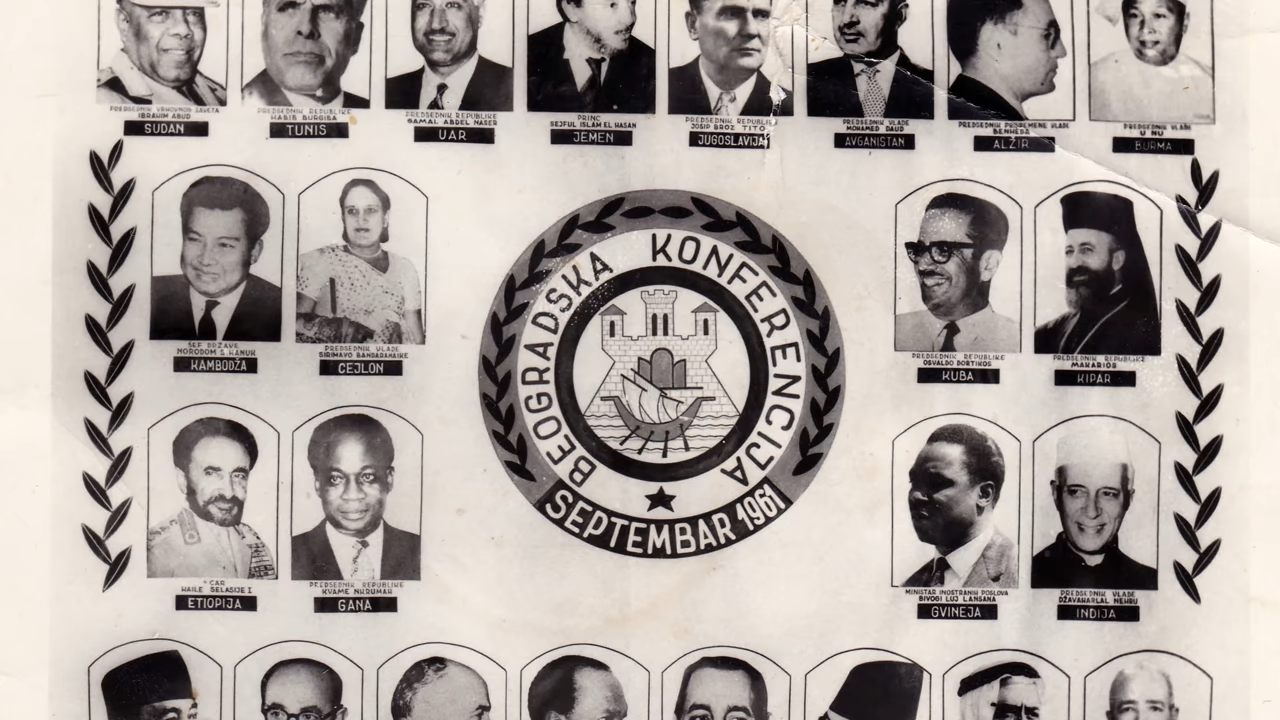 PREDSEDNIK VRHOVNOG SAVETA
IBRAHIM ABUD
SUDAN
PREDSEDNIK REPUBLIKE
HABIB BURGIBA
TUNIS
PREDSEDNIK REPUBLIKE
GAMAL ABDEL NASER
UAR
PRINC
SEJFUL ISLAM EL HASAN
JEMEN
PREDSEDNIK REPUBLIKE
JOSIP BROZ TITO
JUGOSLAVIJA
PREDSEDNIK VLADE
MOHAMED DAUD
AVGANISTAN
PREDSEDNIK PRIVREMENE VLADE
BENHEDA
ALŽIR
PREDSEDNIK VLADE
U NU
BURMA
ŠEF DRŽAVE
NORODOM SIHANUK
KAMBODŽA
PREDSEDNIK VLADE
SIRIMAVO BANDARANAIKE
CEJLON
BEOGRADSKA KONFERENCIJA
SEPTEMBAR 1961
PREDSEDNIK REPUBLIKE
OSVALDO DORTIKOS
KUBA
PREDSEDNIK REPUBLIKE
MAKARIOS
KIPAR
CAR
HAILE SELASIJE I
ETIOPIJA
PREDSEDNIK REPUBLIKE
KVAME NKRUMAH
GANA
MINISTAR INOSTRANIH POSLOVA
BIVOGI LUJ LANSANA
GVINEJA
PREDSEDNIK VLADE
DŽAVAHARLAL NEHRU
INDIJA